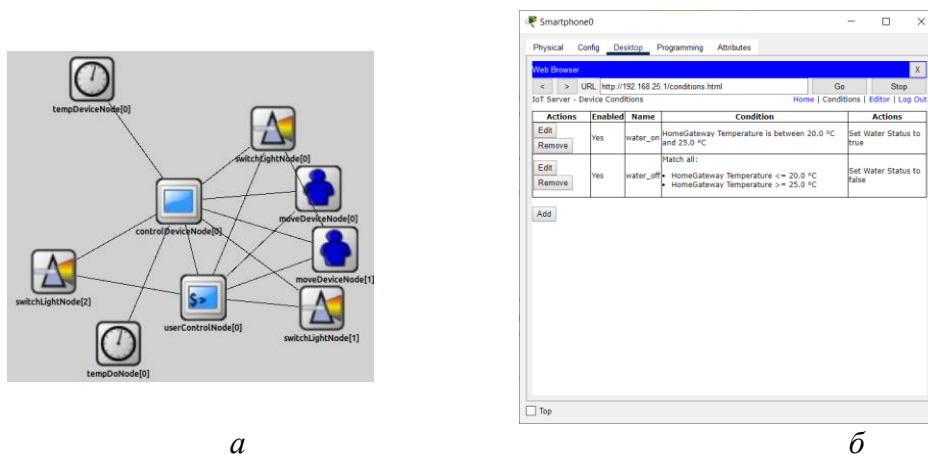 tempDeviceNode[0]
switchLightNode[0]
moveDeviceNode[0]
controlDeviceNode[0]
moveDeviceNode[1]
switchLightNode[2]
$>
userControlNode[0]
switchLightNode[1]
tempDoNode[0]
а
Smartphone0
Physical Config Desktop Programming Attributes
Web Browser X
< > URL http://192.168.25.1/conditions.html Go Stop
IoT Server - Device Conditions Home | Conditions | Editor | Log Out
Actions Enabled Name Condition Actions
Edit
Remove
Yes
water_on
HomeGateway Temperature is between 20.0 °C
and 25.0 °C
Set Water Status to
true
Edit
Remove
Yes
water_off
Match all:
• HomeGateway Temperature <= 20.0 °C
• HomeGateway Temperature >= 25.0 °C
Set Water Status to
false
Add
Top
б